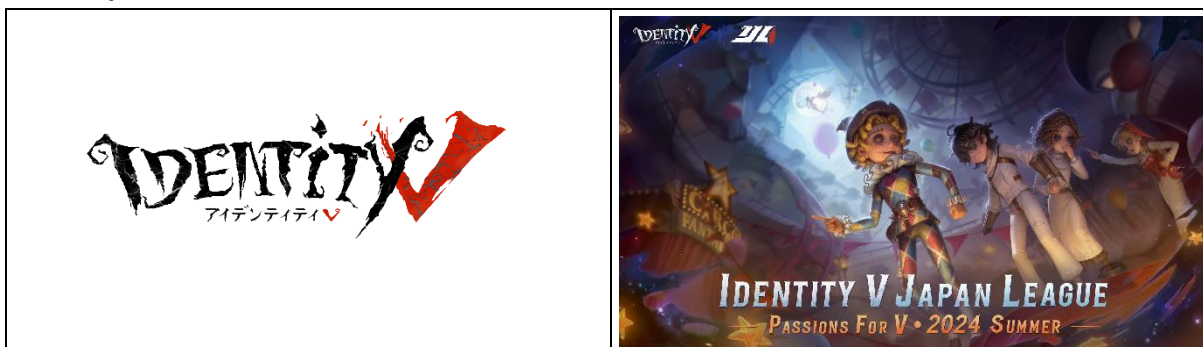 IDENTITY V
アイデンティティV
IDENTITY V
IDENTITY V JAPAN LEAGUE
PASSIONS FOR V • 2024 SUMMER